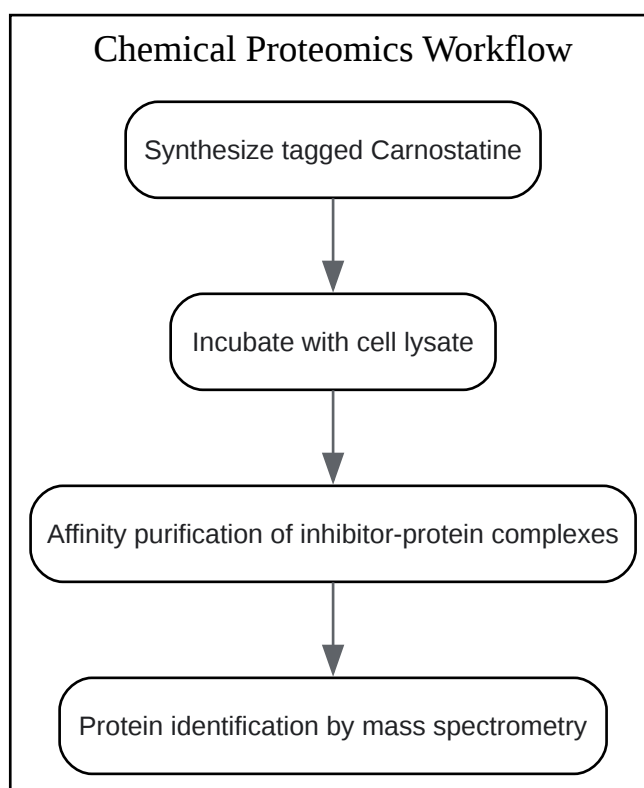 Chemical Proteomics Workflow
Synthesize tagged Carnostatine
Incubate with cell lysate
Affinity purification of inhibitor-protein complexes
Protein identification by mass spectrometry